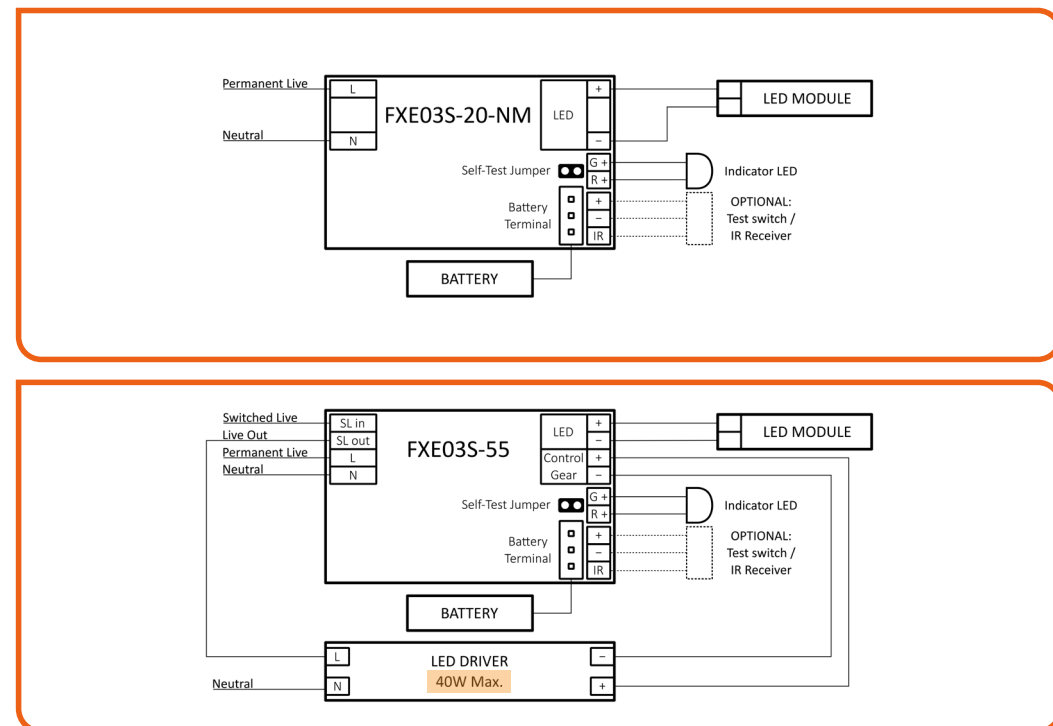 Permanent Live
L
FXE03S-20-NM
LED
+
LED MODULE
Neutral
N
−
Self-Test Jumper
G +
R +
Indicator LED
Battery
Terminal
+
−
IR
OPTIONAL:
Test switch /
IR Receiver
BATTERY
Switched Live
SL in
Live Out
SL out
Permanent Live
L
Neutral
N
FXE03S-55
LED
+
−
Control
Gear
+
−
LED MODULE
Self-Test Jumper
G +
R +
Indicator LED
Battery
Terminal
+
−
IR
OPTIONAL:
Test switch /
IR Receiver
BATTERY
L
LED DRIVER
−
Neutral
N
40W Max.
+